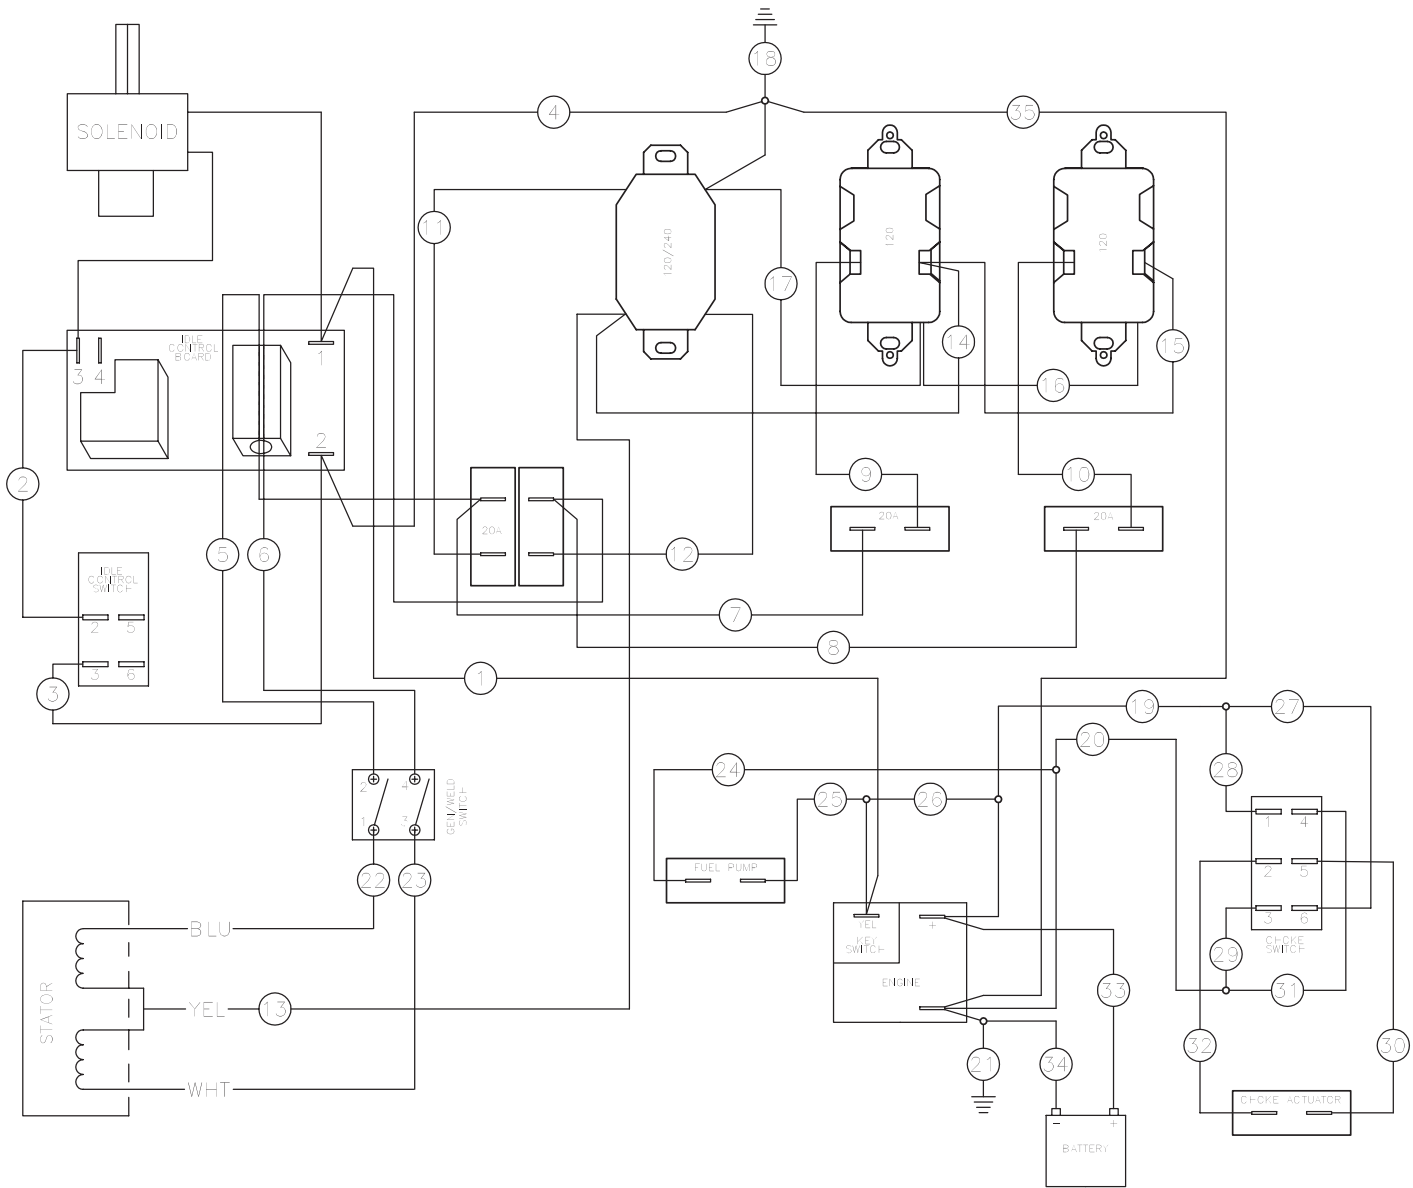 18
4
35
SOLENOID
11
120/240
120
120
17
14
15
IDLE
CONTROL
BOARD
1
3 4
16
2
2
9
10
20A
20A
20A
5
6
12
IDLE
CONTROL
SWITCH
2 5
3 6
7
8
1
3
19
27
20
24
28
25
26
2 4
1 3
GEN/WELD
SWITCH
1 4
FUEL PUMP
2 5
22
23
3 6
YEL
KEY
SWITCH
+
CHOKE
SWITCH
BLU
29
ENGINE
33
31
STATOR
YEL
13
32
30
21
34
WHT
CHOKE ACTUATOR
- +
BATTERY